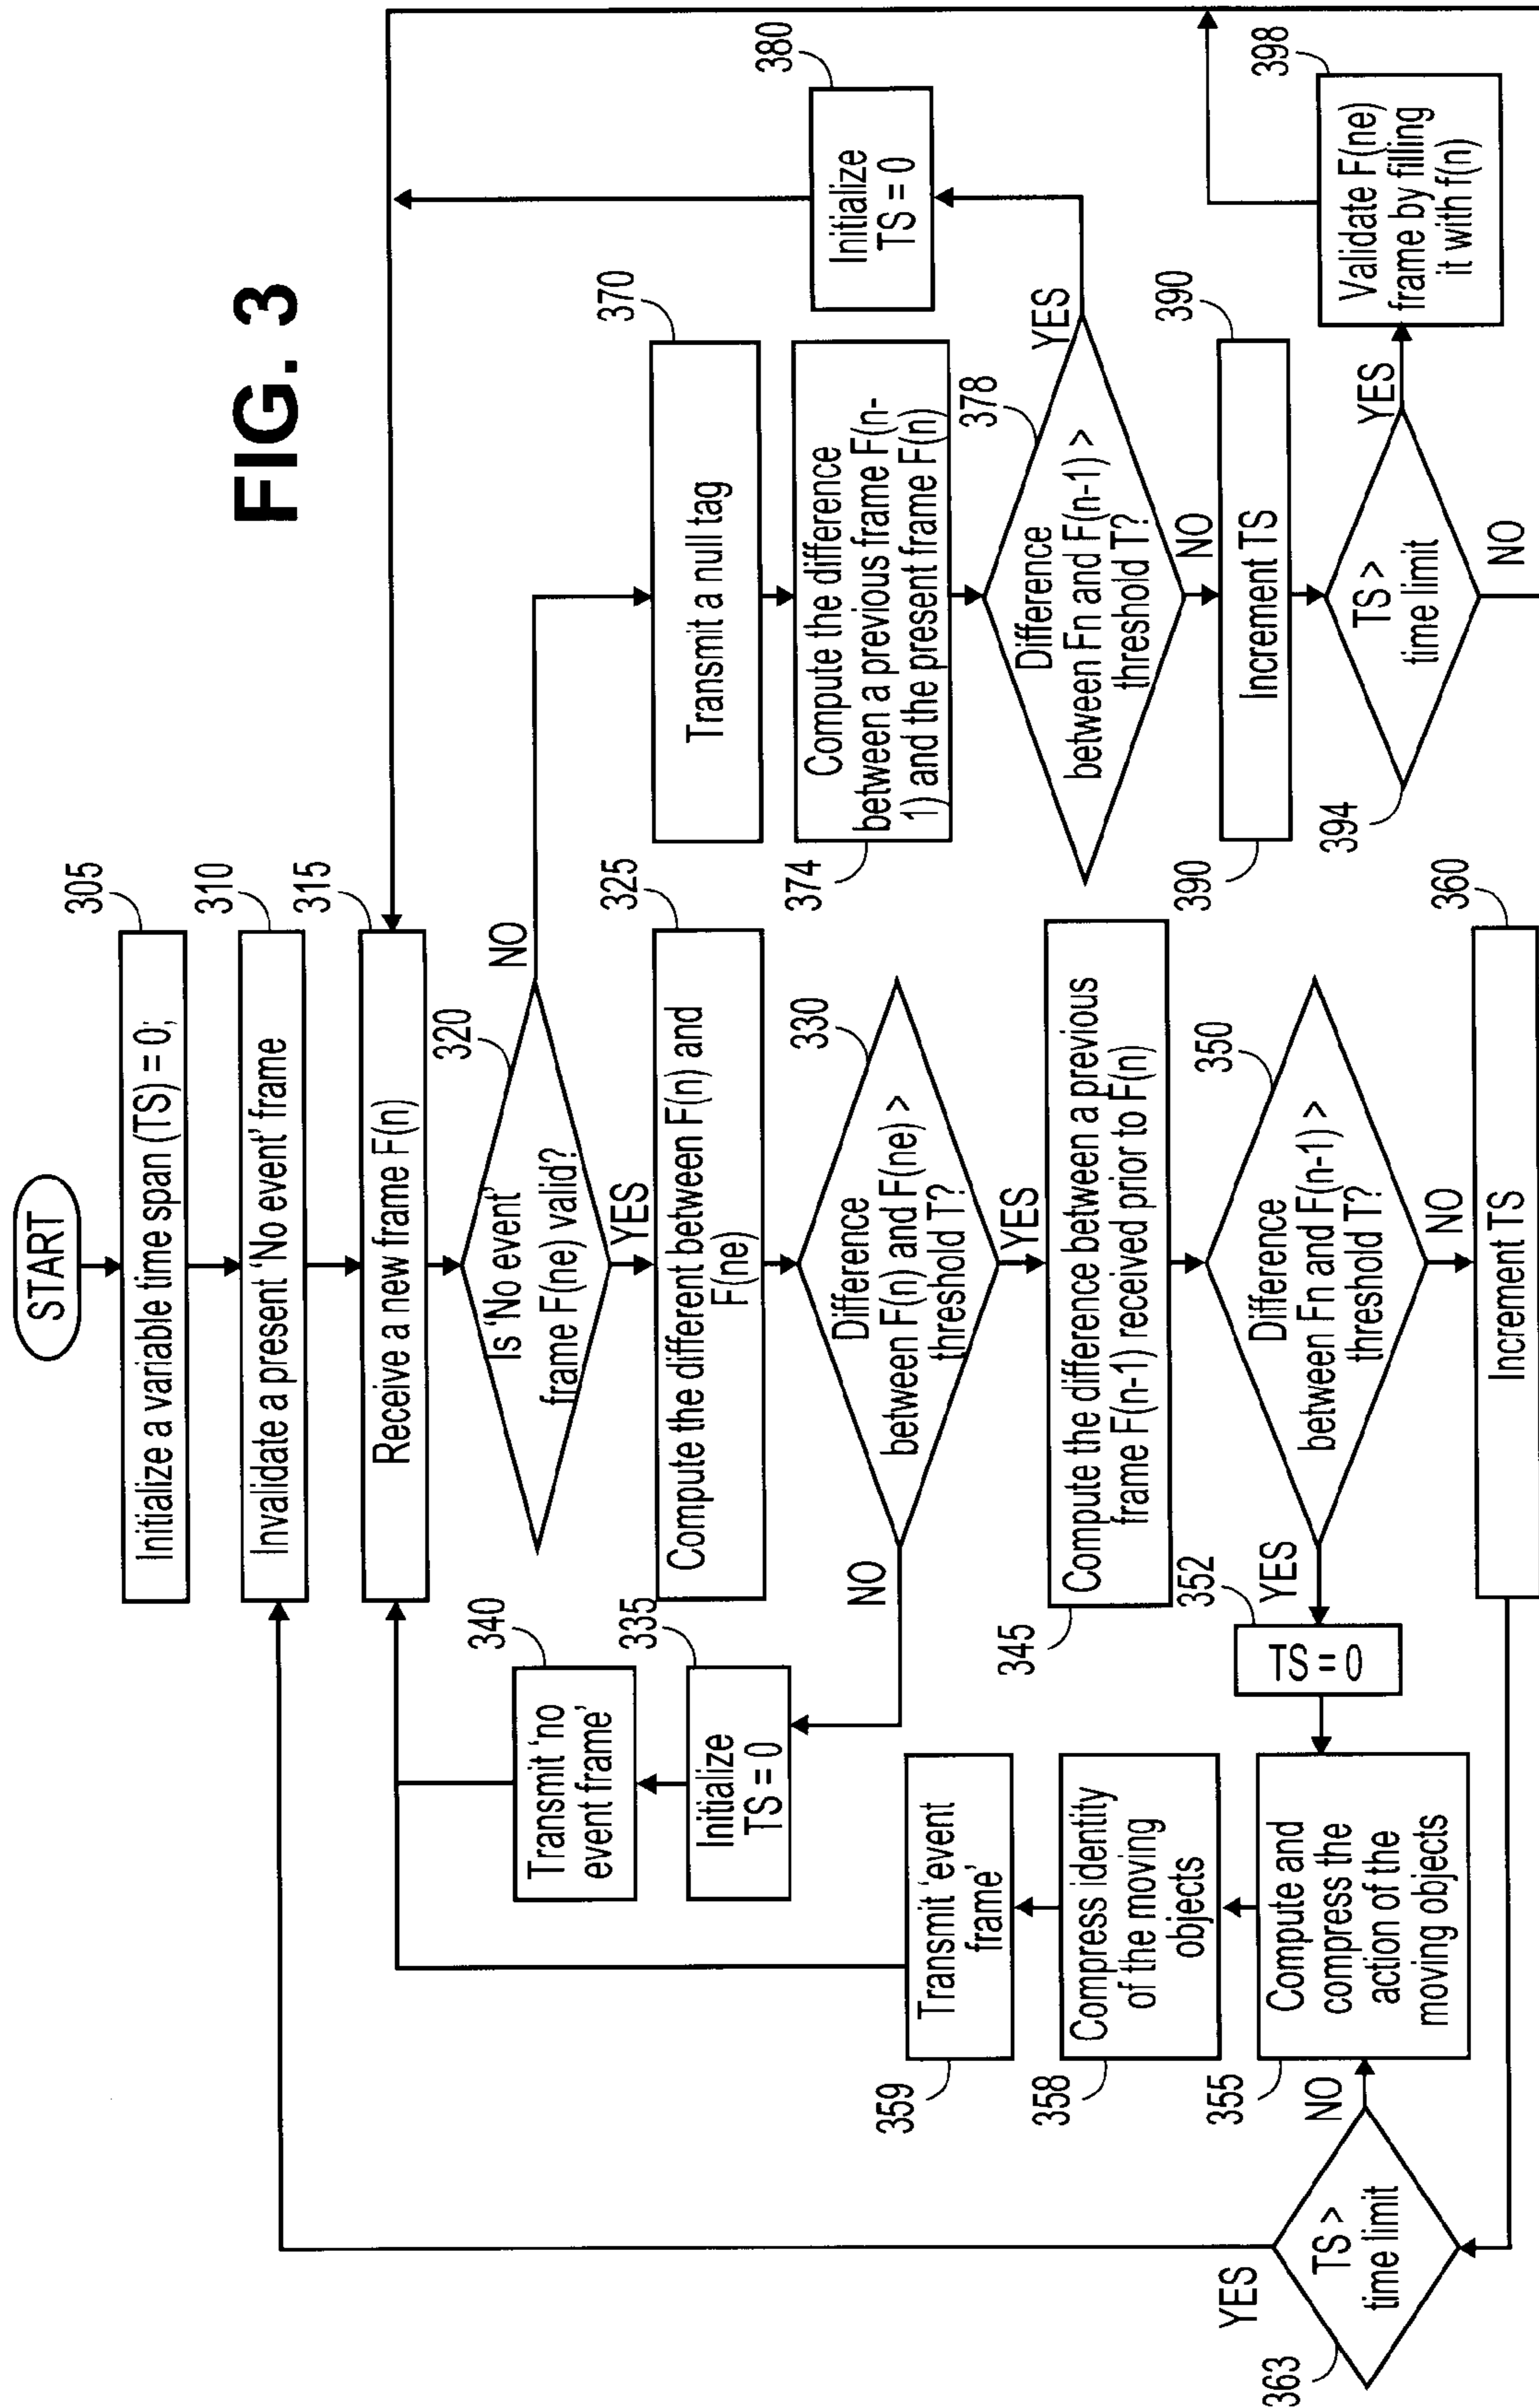 FIG. 3
START
305
Initialize a variable time span (TS) = 0;
310
Invalidate a present 'No event' frame
315
Receive a new frame F(n)
320
Is 'No event'
frame F(ne) valid?
NO
YES
325
Compute the different between F(n) and
F(ne)
330
Difference
between F(n) and F(ne) >
threshold T?
NO
YES
335
Initialize
TS = 0
340
Transmit 'no
event frame'
345
Compute the difference between a previous
frame F(n-1) received prior to F(n)
350
Difference
between Fn and F(n-1) >
threshold T?
YES
NO
352
TS = 0
355
Compute and
compress the
action of the
moving objects
358
Compress identity
of the moving
objects
359
Transmit 'event
frame'
360
Increment TS
363
TS >
time limit
YES
NO
370
Transmit a null tag
374
Compute the difference
between a previous frame F(n-
1) and the present frame F(n)
378
Difference
between Fn and F(n-1) >
threshold T?
YES
NO
380
Initialize
TS = 0
390
390
Increment TS
394
TS >
time limit
YES
NO
398
Validate F(ne)
frame by filling
it with f(n)